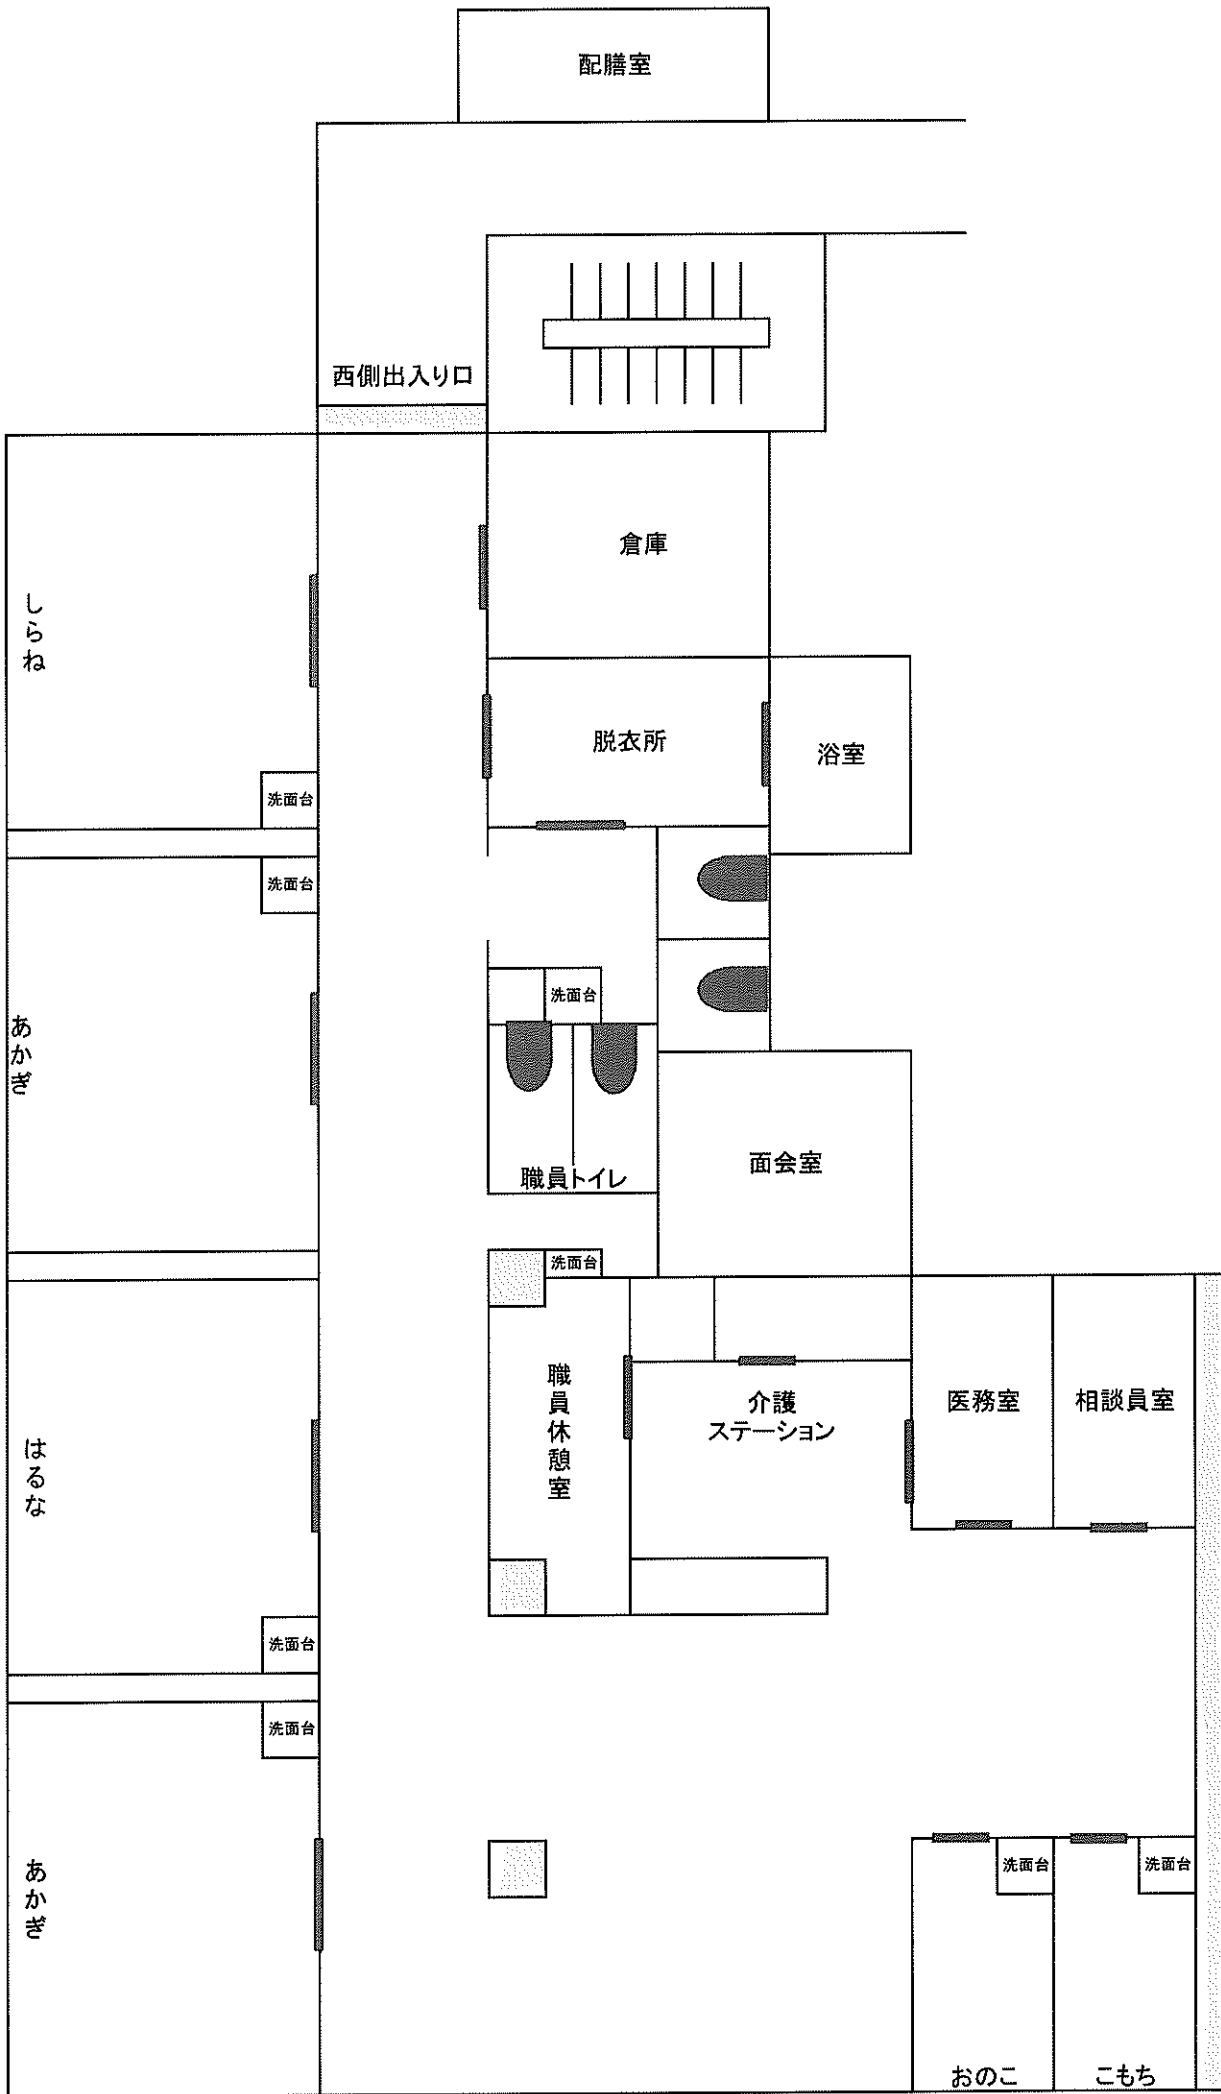 配膳室
西側出入り口
倉庫
しらね
脱衣所
浴室
洗面台
洗面台
洗面台
あかぎ
面会室
職員トイレ
洗面台
職員休憩室
介護
ステーション
医務室
相談員室
はるな
洗面台
洗面台
あかぎ
洗面台
洗面台
おのこ
こもち